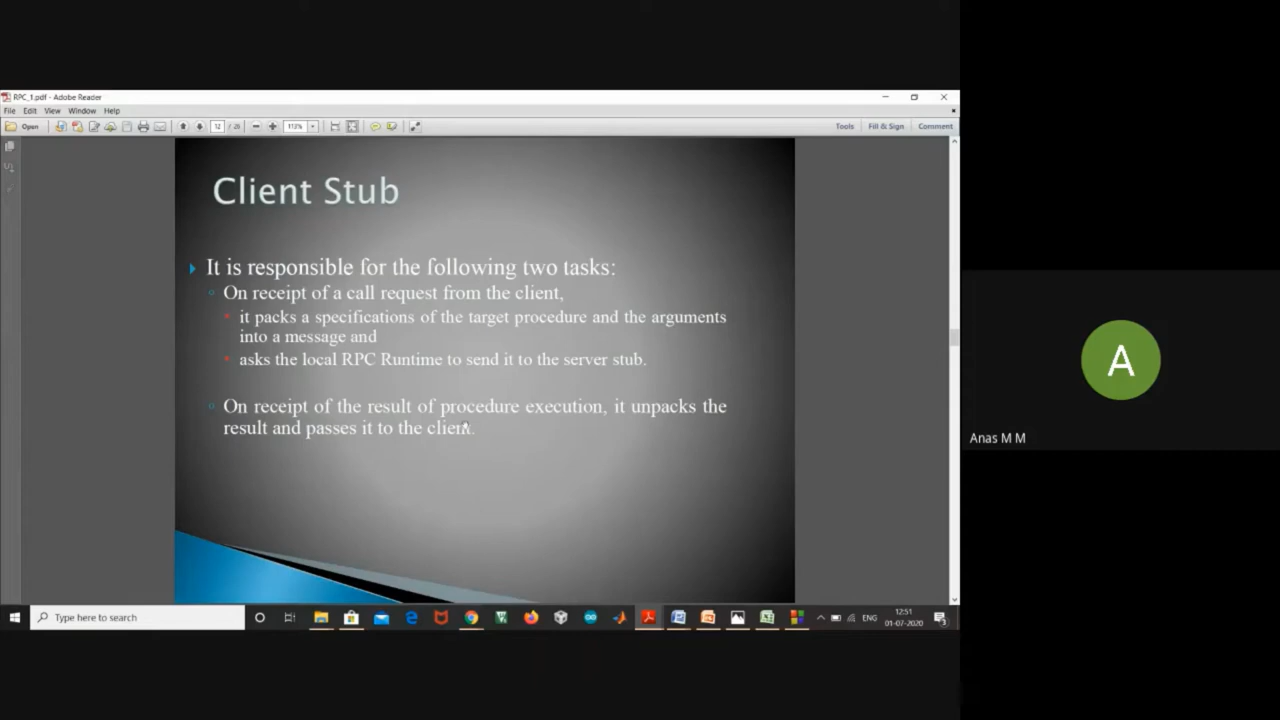 RPC_1.pdf - Adobe Reader
File Edit View Window Help
Open 12 / 28 113% Tools Fill & Sign Comment
Client Stub
It is responsible for the following two tasks:
On receipt of a call request from the client,
it packs a specifications of the target procedure and the arguments
into a message and
asks the local RPC Runtime to send it to the server stub.
On receipt of the result of procedure execution, it unpacks the
result and passes it to the client.
A
Anas M M
Type here to search
ENG
12:51
01-07-2020